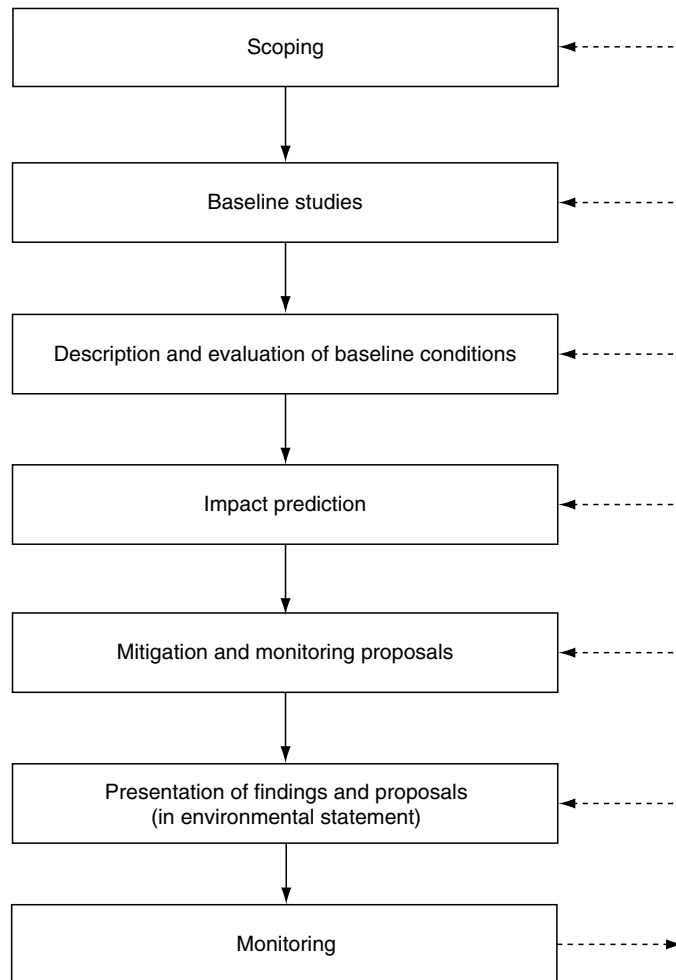 Scoping
Baseline studies
Description and evaluation of baseline conditions
Impact prediction
Mitigation and monitoring proposals
Presentation of findings and proposals
(in environmental statement)
Monitoring